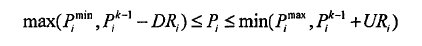 max(P_i^min, P_i^{k-1} - DR_i) ≤ P_i ≤ min(P_i^max, P_i^{k-1} + UR_i)